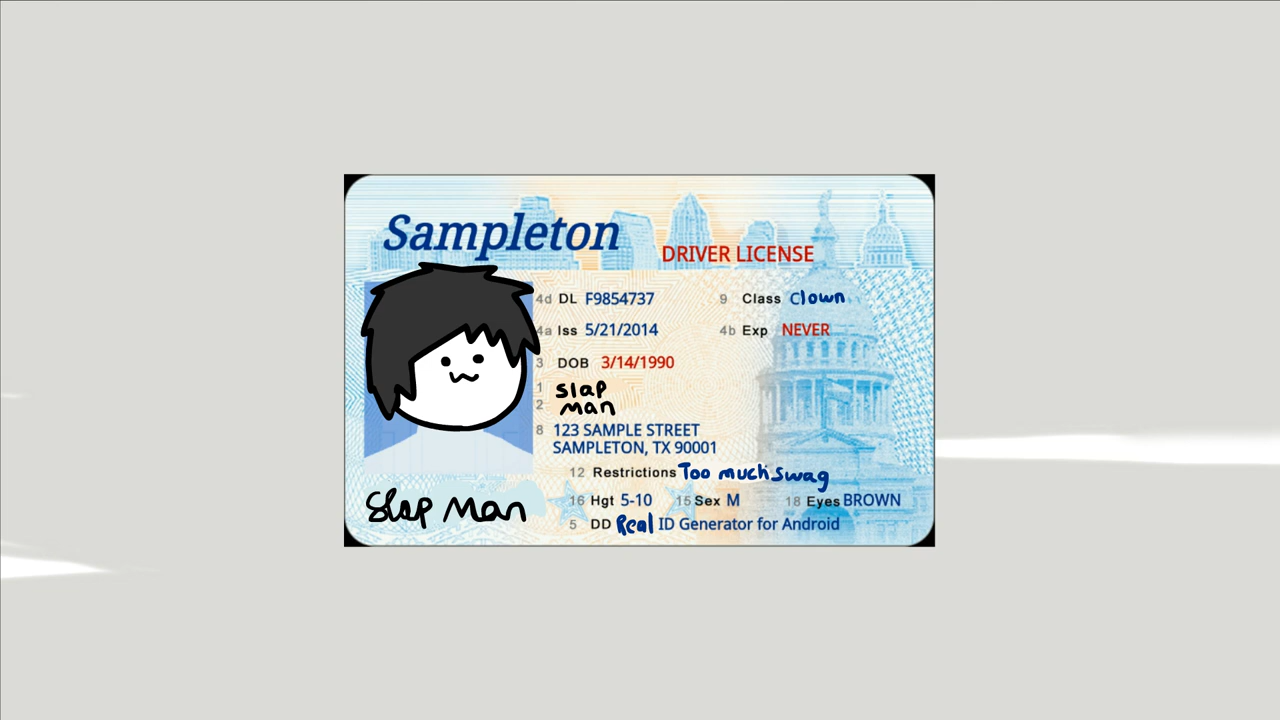 Sampleton
DRIVER LICENSE
4d DL F9854737
9 Class Clown
4a Iss 5/21/2014
4b Exp NEVER
3 DOB 3/14/1990
1 slap
2 man
8 123 SAMPLE STREET
SAMPLETON, TX 90001
12 Restrictions Too much swag
16 Hgt 5-10 15 Sex M 18 Eyes BROWN
5 DD Real ID Generator for Android
Slap Man